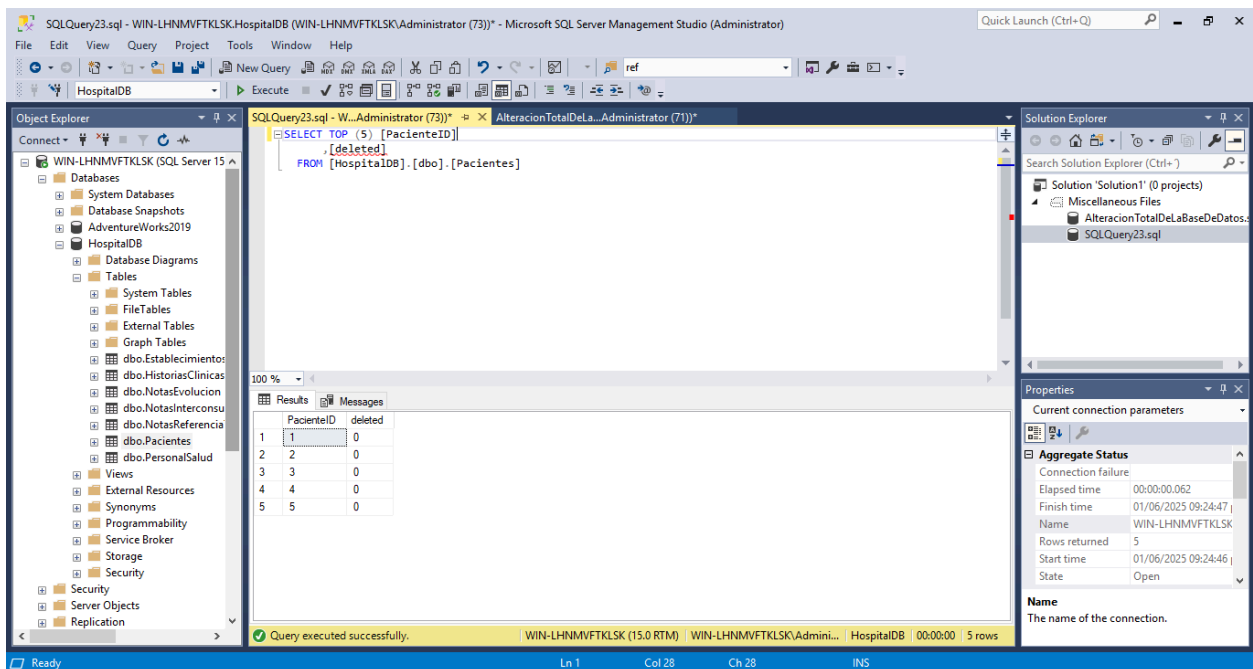 SQLQuery23.sql - WIN-LHNMVFTKLSK.HospitalDB (WIN-LHNMVFTKLSK\Administrator (73))* - Microsoft SQL Server Management Studio (Administrator)
Quick Launch (Ctrl+Q)
File Edit View Query Project Tools Window Help
New Query MDX DMX XMLA DAX ref
HospitalDB Execute
Object Explorer
Connect
WIN-LHNMVFTKLSK (SQL Server 15
Databases
System Databases
Database Snapshots
AdventureWorks2019
HospitalDB
Database Diagrams
Tables
System Tables
FileTables
External Tables
Graph Tables
dbo.Establecimientos
dbo.HistoriasClinicas
dbo.NotasEvolucion
dbo.NotasInterconsu
dbo.NotasReferencia
dbo.Pacientes
dbo.PersonalSalud
Views
External Resources
Synonyms
Programmability
Service Broker
Storage
Security
Security
Server Objects
Replication
SQLQuery23.sql - W...Administrator (73))* AlteracionTotalDeLa...Administrator (71))*
SELECT TOP (5) [PacienteID]
,[deleted]
FROM [HospitalDB].[dbo].[Pacientes]
100 %
Results Messages
PacienteID deleted
1 1 0
2 2 0
3 3 0
4 4 0
5 5 0
Query executed successfully. WIN-LHNMVFTKLSK (15.0 RTM) WIN-LHNMVFTKLSK\Admini... HospitalDB 00:00:00 5 rows
Solution Explorer
Search Solution Explorer (Ctrl+´)
Solution 'Solution1' (0 projects)
Miscellaneous Files
AlteracionTotalDeLaBaseDeDatos.s
SQLQuery23.sql
Properties
Current connection parameters
Aggregate Status
Connection failure
Elapsed time 00:00:00.062
Finish time 01/06/2025 09:24:47 p
Name WIN-LHNMVFTKLSK
Rows returned 5
Start time 01/06/2025 09:24:46 p
State Open
Name
The name of the connection.
Ready Ln 1 Col 28 Ch 28 INS